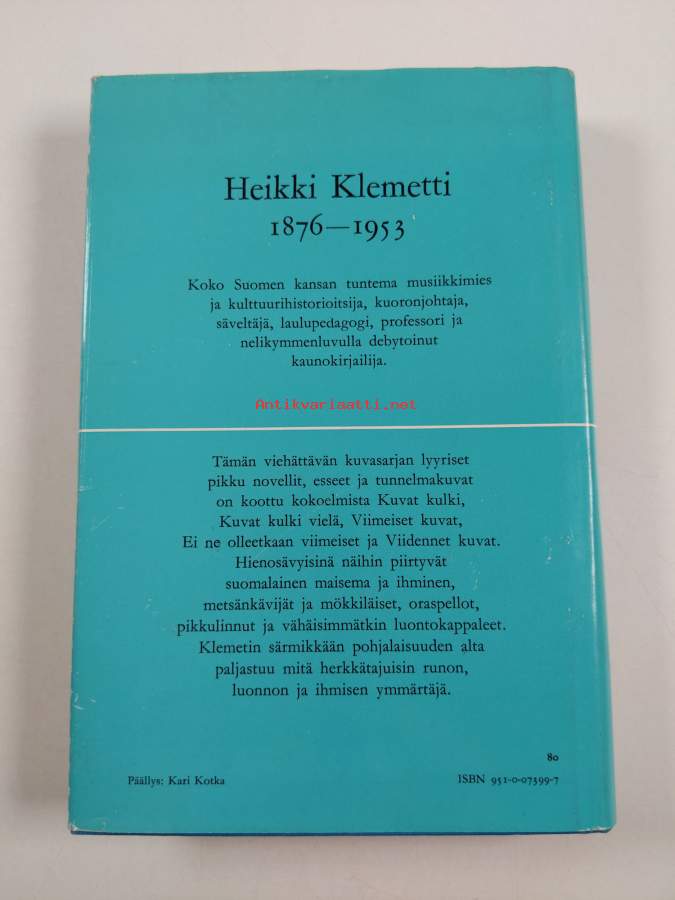 Heikki Klemetti
1876—1953
Koko Suomen kansan tuntema musiikkimies
ja kulttuurihistorioitsija, kuoronjohtaja,
säveltäjä, laulupedagogi, professori ja
nelikymmenluvulla debytoinut
kaunokirjailija.
Antikvariaatti.net
Tämän viehättävän kuvasarjan lyyriset
pikku novellit, esseet ja tunnelmakuvat
on koottu kokoelmista Kuvat kulki,
Kuvat kulki vielä, Viimeiset kuvat,
Ei ne olleetkaan viimeiset ja Viidennet kuvat.
Hienosävyisinä näihin piirtyvät
suomalainen maisema ja ihminen,
metsänkävijät ja mökkiläiset, oraspellot,
pikkulinnut ja vähäisimmätkin luontokappaleet.
Klemetin särmikkään pohjalaisuuden alta
paljastuu mitä herkkätajuisin runon,
luonnon ja ihmisen ymmärtäjä.
80
Päällys: Kari Kotka
ISBN 951-0-07399-7